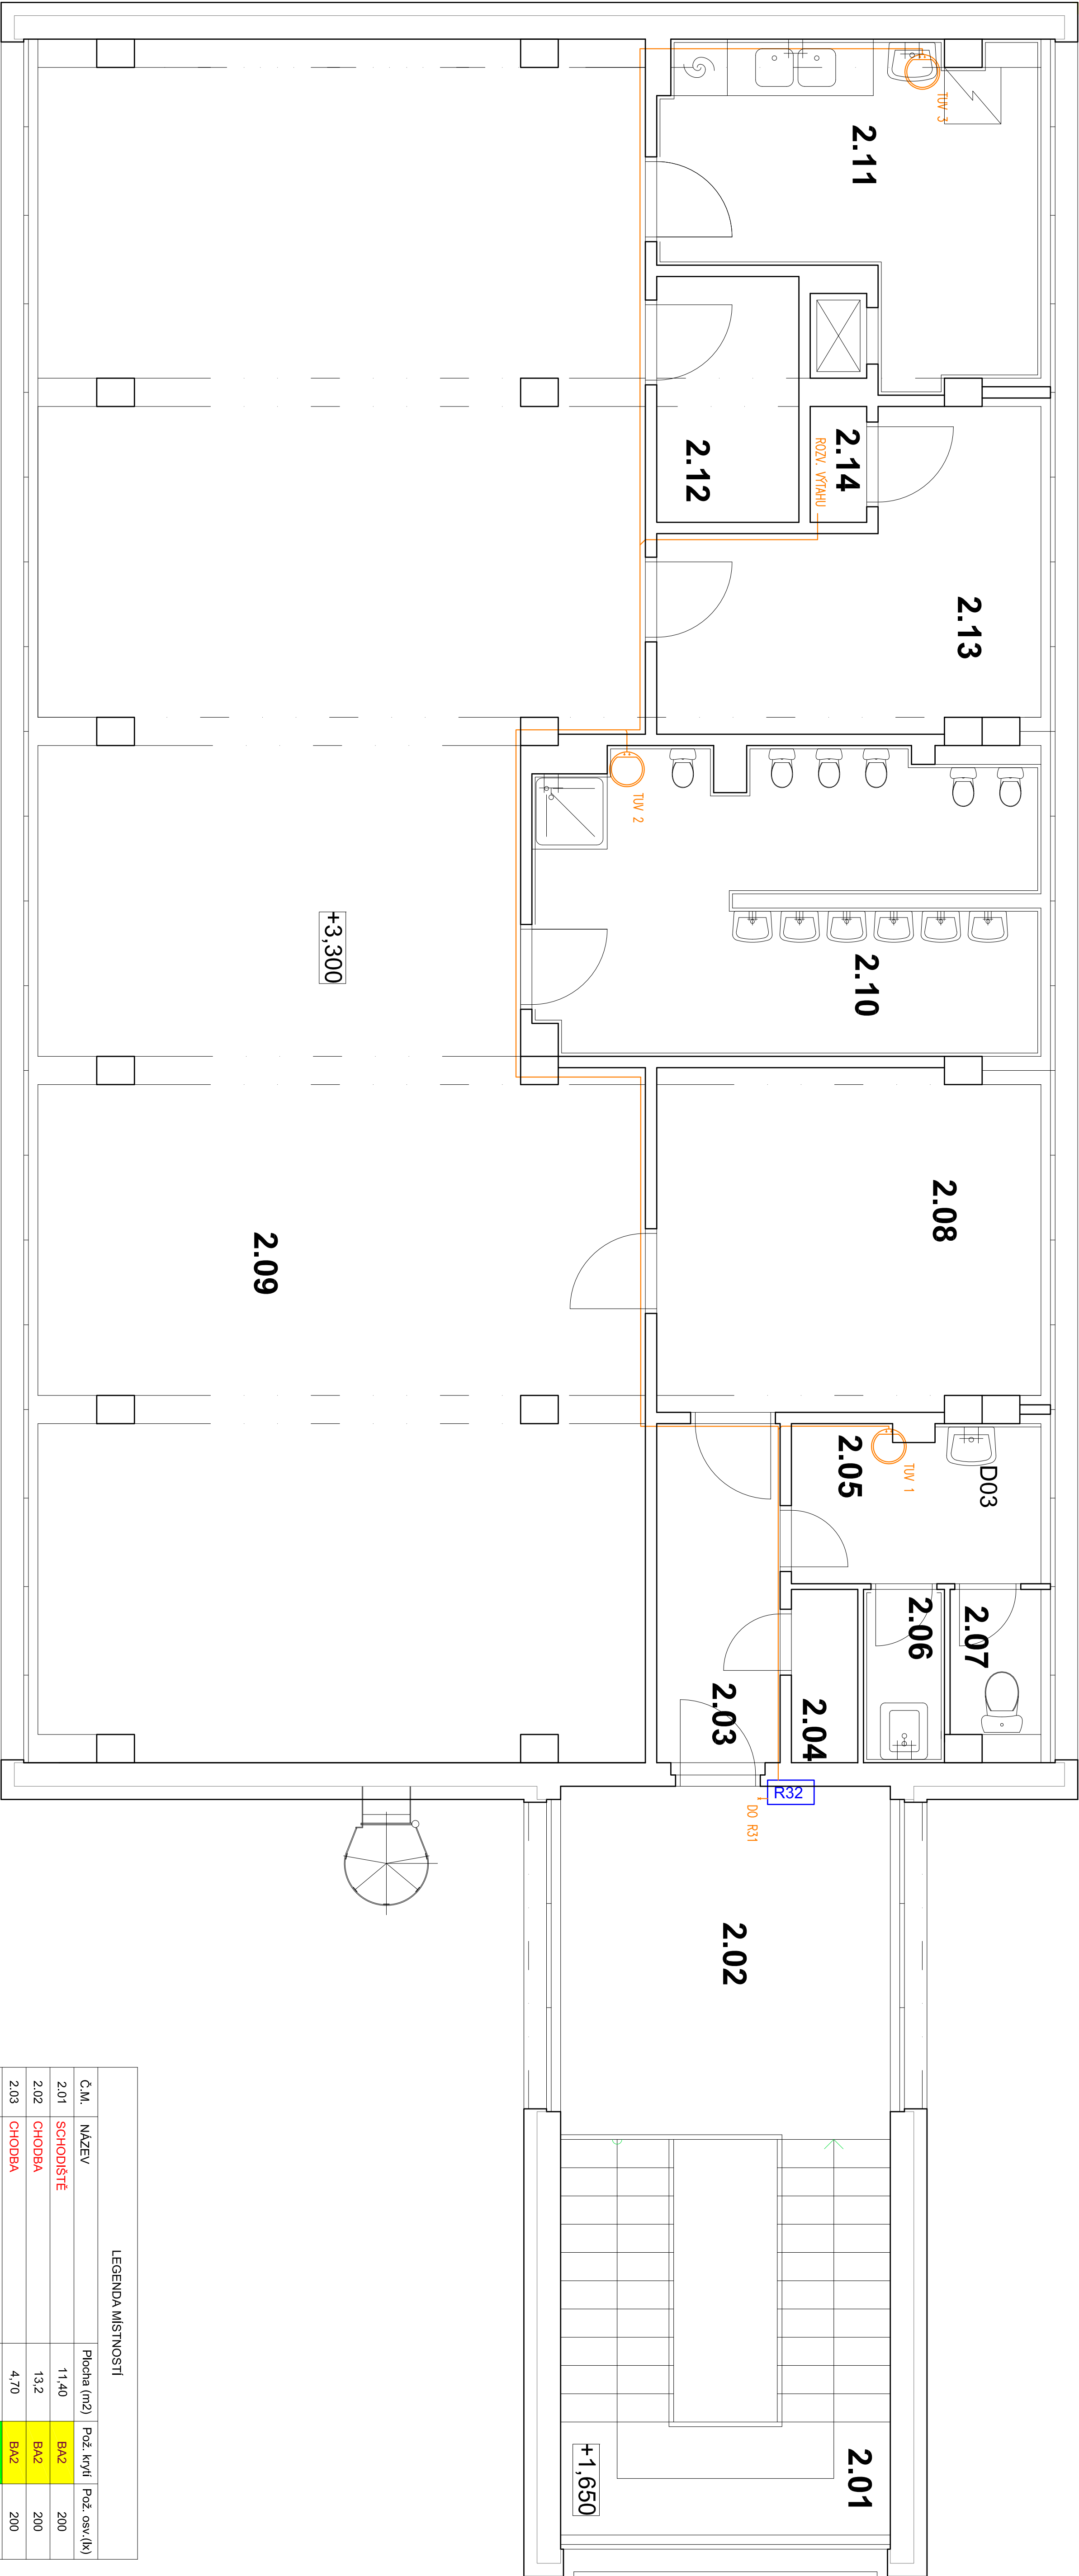 2.11
TUV 3
2.12
2.14
ROZV. VÝTAHU
2.13
TUV 2
2.10
+3,300
2.08
2.09
2.05
TUV 1
D03
2.06
2.07
2.03
2.04
R32
DO R31
2.02
2.01
+1,650
LEGENDA MÍSTNOSTÍ
Č.M. NÁZEV Plocha (m2) Pož. krytí Pož. osv.(lx)
2.01 SCHODIŠTĚ 11,40 BA2 200
2.02 CHODBA 13,2 BA2 200
2.03 CHODBA 4,70 BA2 200